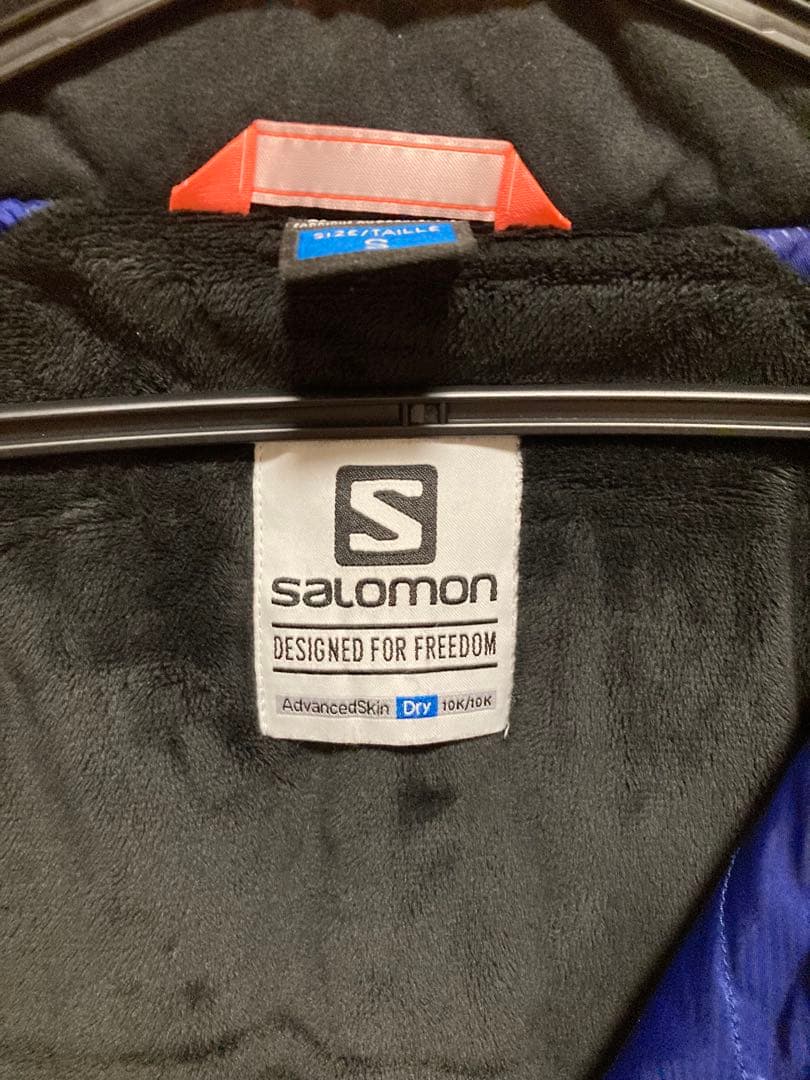 SIZE/TAILLE
S
S
salomon
DESIGNED FOR FREEDOM
AdvancedSkin Dry 10K/10K